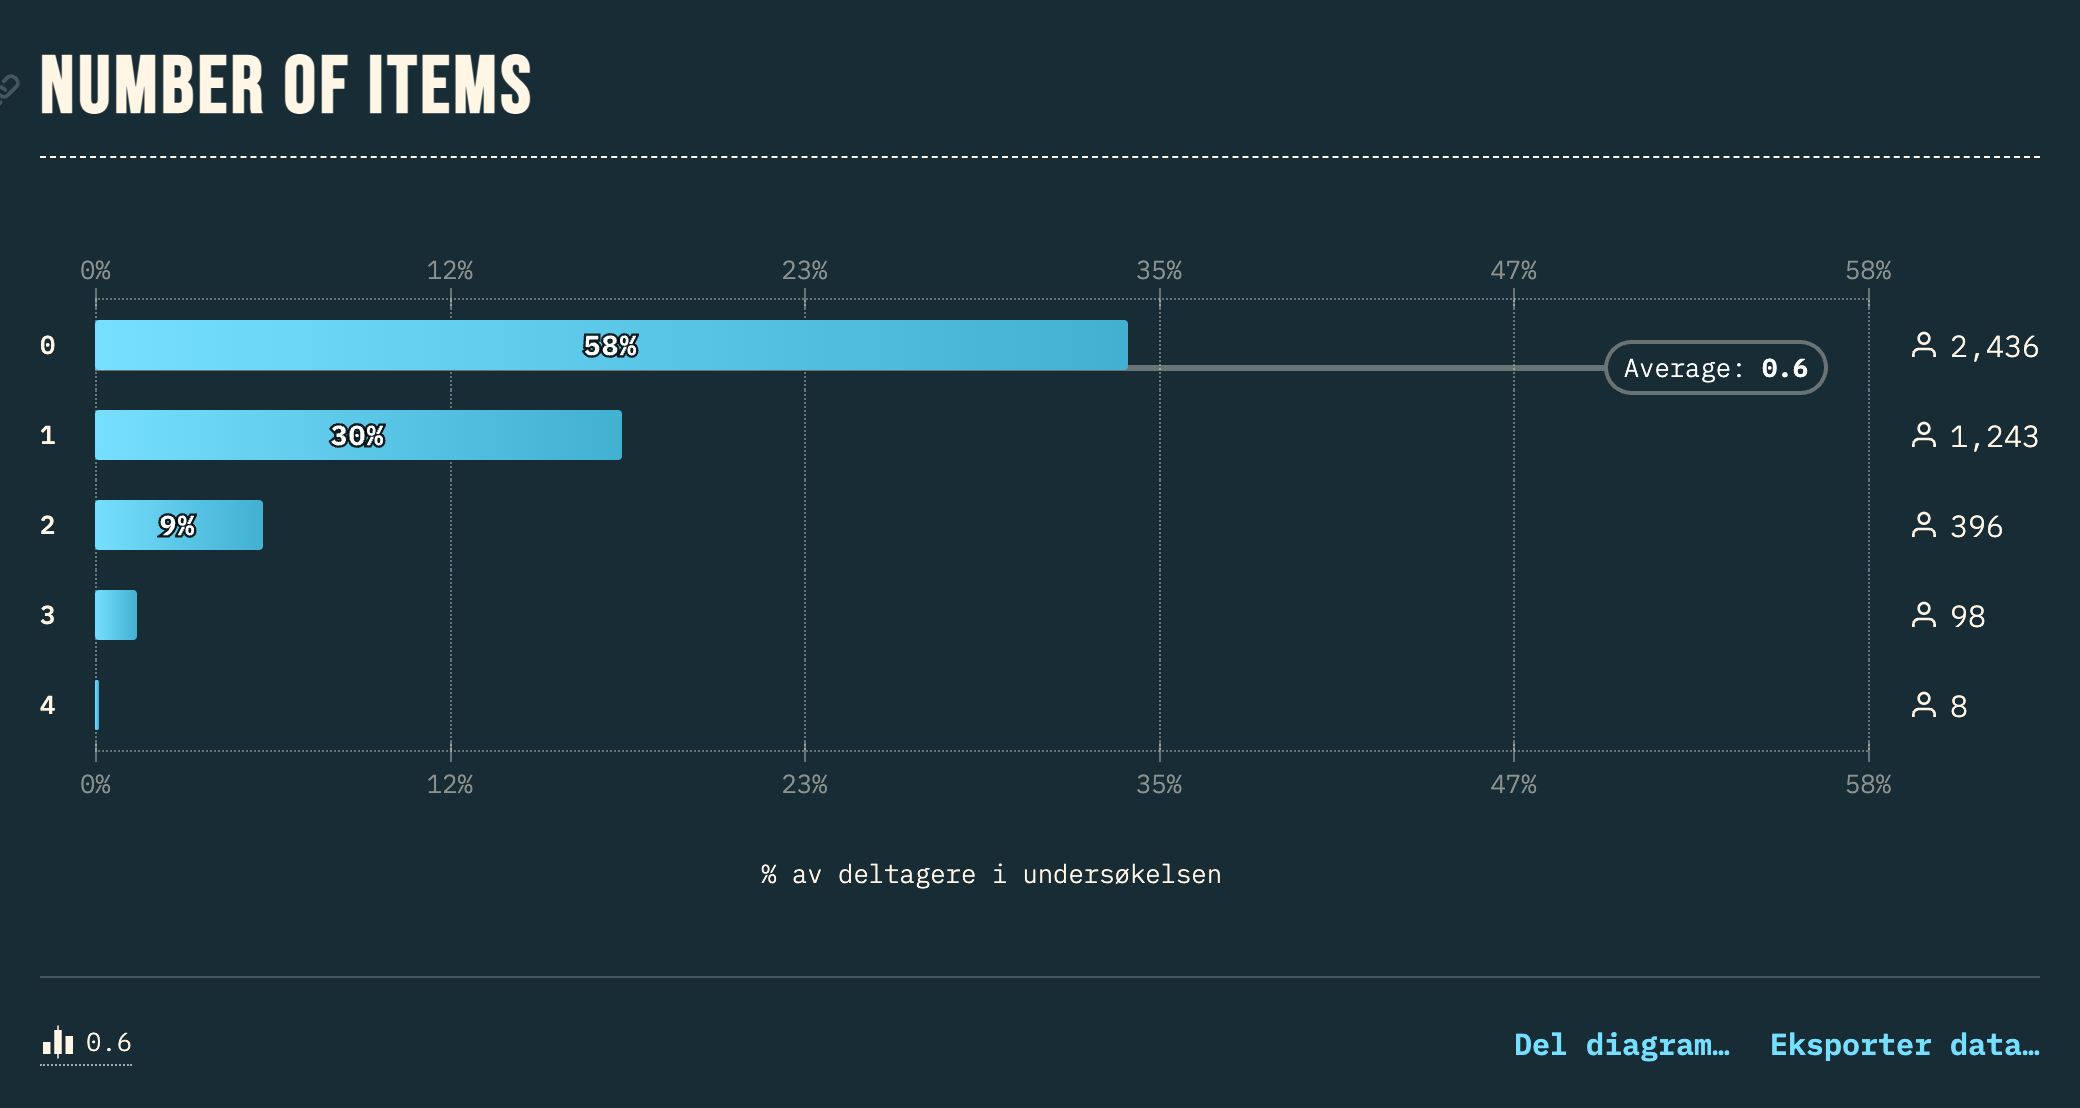 NUMBER OF ITEMS
0% 12% 23% 35% 47% 58%
0 58% 2,436
Average: 0.6
1 30% 1,243
2 9% 396
3 98
4 8
0% 12% 23% 35% 47% 58%
% av deltagere i undersøkelsen
0.6 Del diagram… Eksporter data…